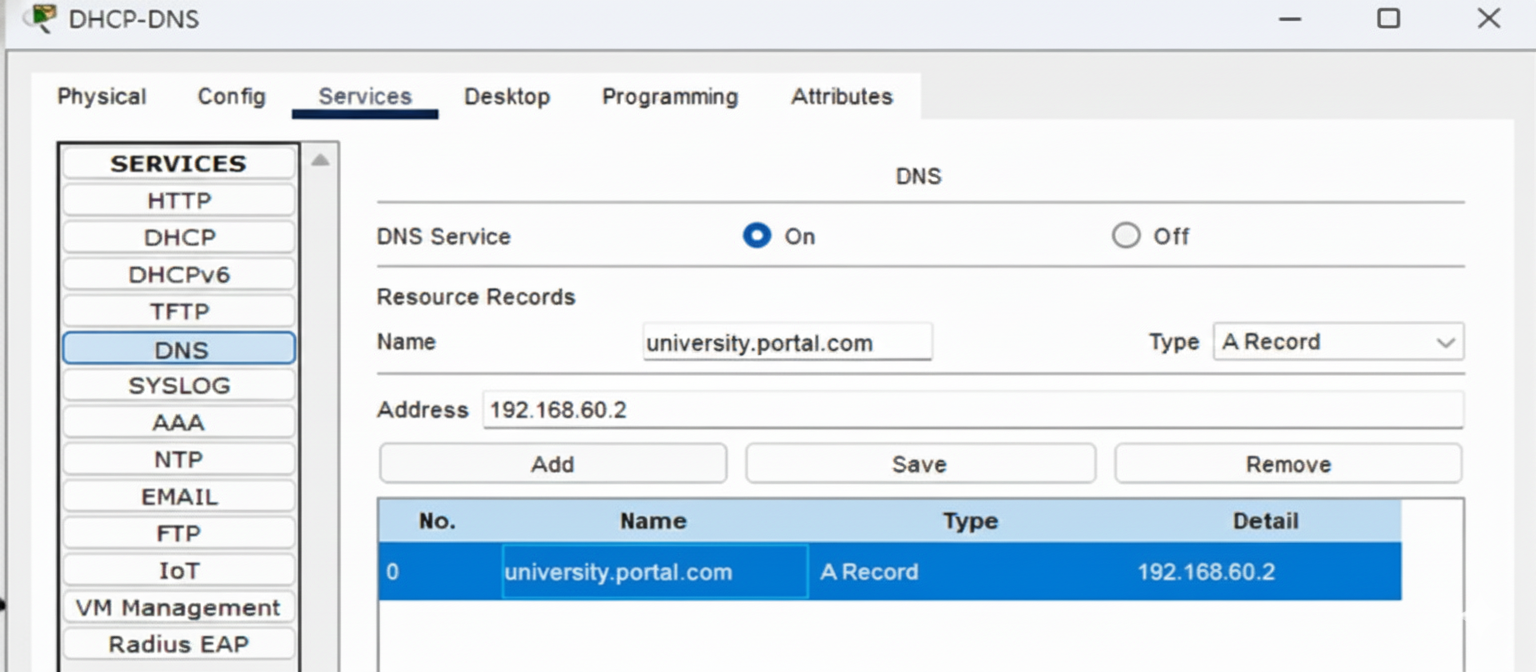 DHCP-DNS
Physical Config Services Desktop Programming Attributes
SERVICES
HTTP
DHCP
DHCPv6
TFTP
DNS
SYSLOG
AAA
NTP
EMAIL
FTP
IoT
VM Management
Radius EAP
DNS
DNS Service On Off
Resource Records
Name university.portal.com Type A Record
Address 192.168.60.2
Add Save Remove
No. Name Type Detail
0 university.portal.com A Record 192.168.60.2